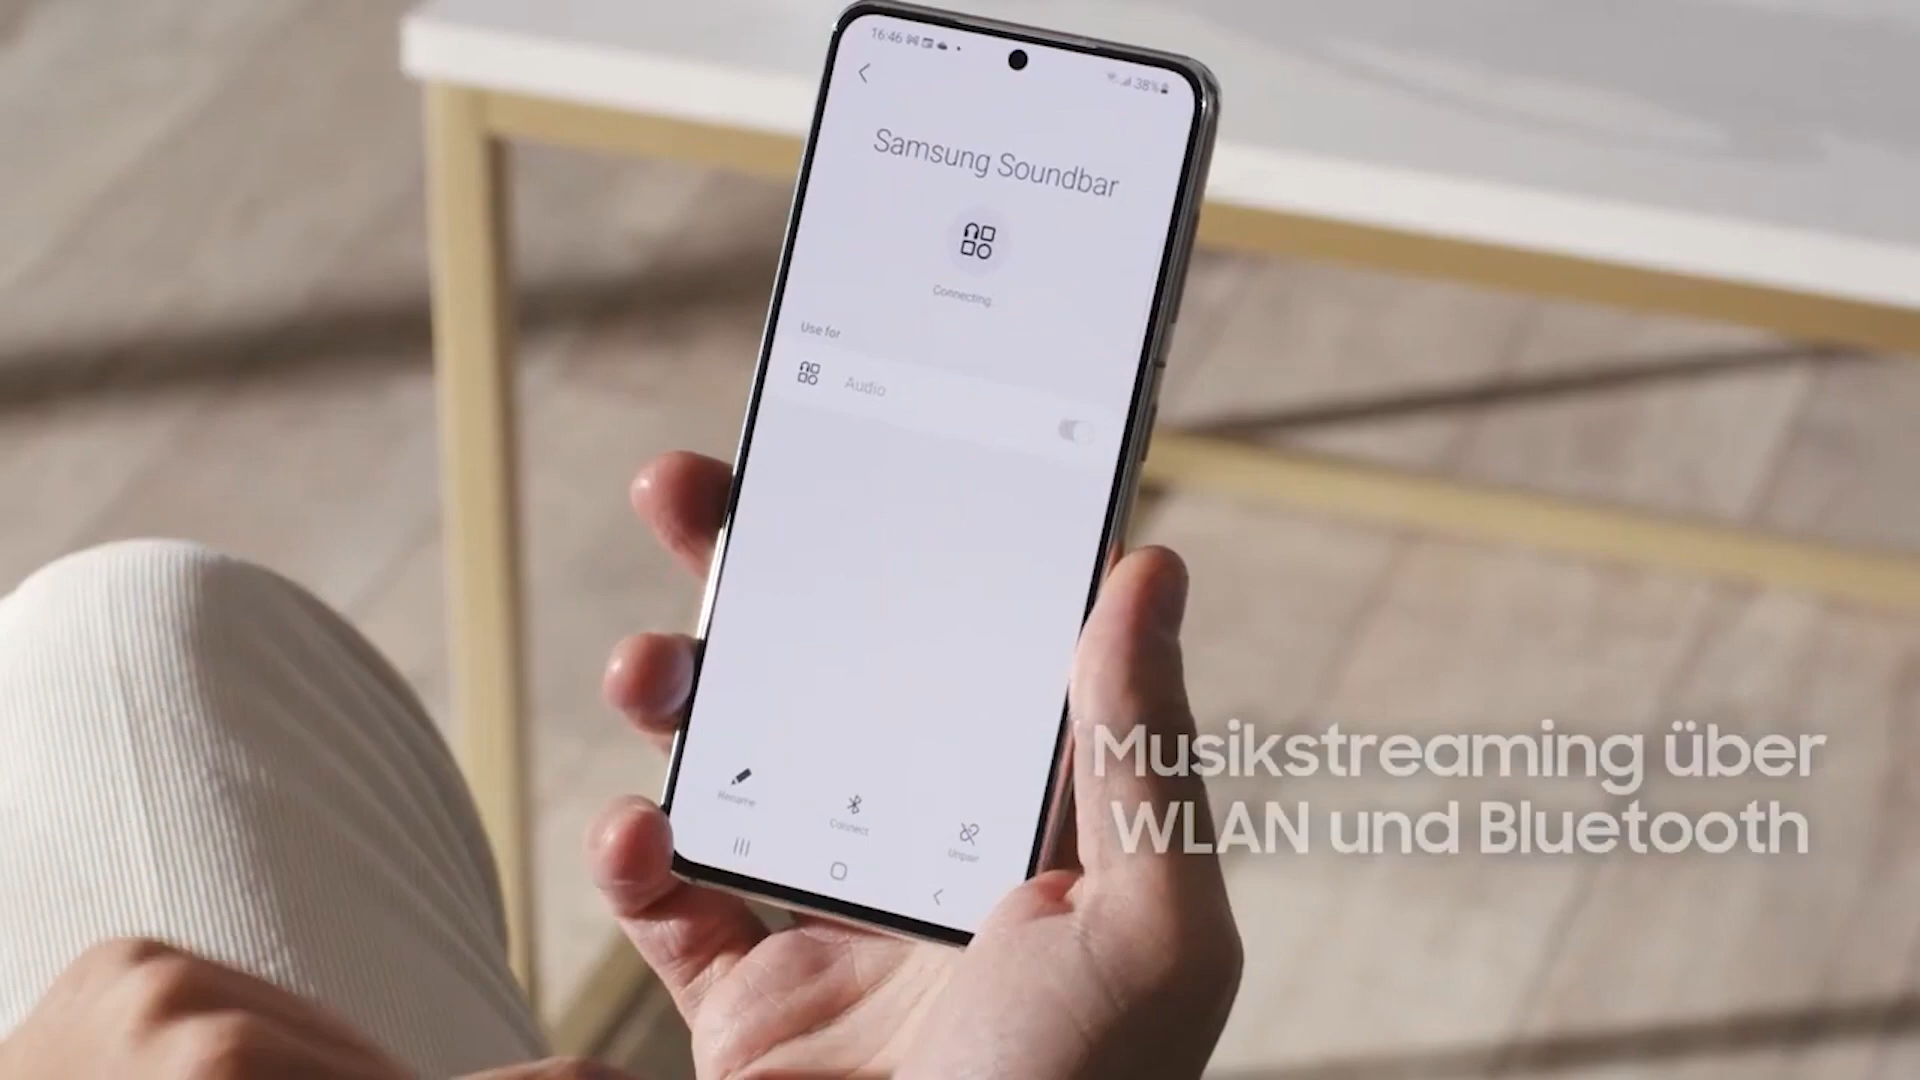 16:46
38%
Samsung Soundbar
Connecting...
Use for
Audio
Rename
Connect
Unpair
Musikstreaming über
WLAN und Bluetooth